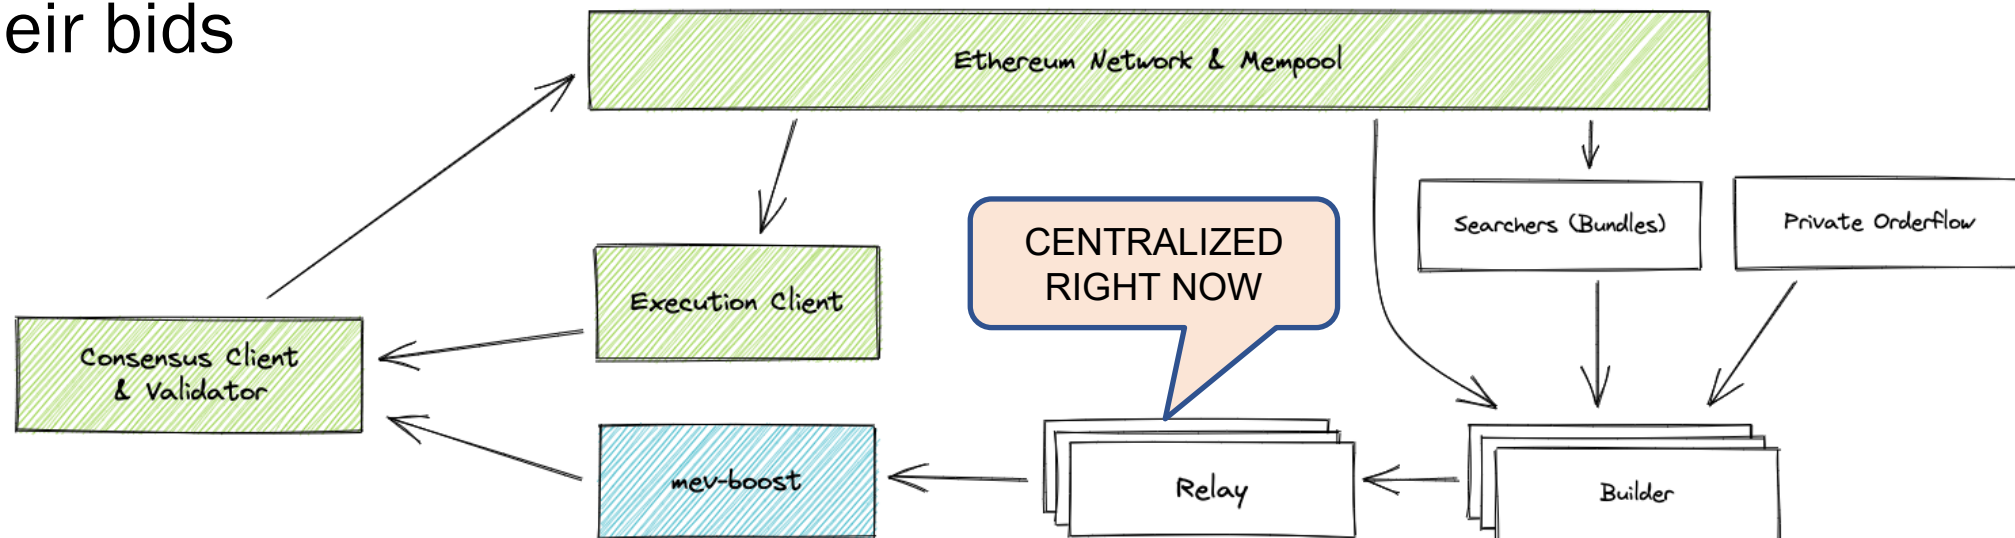 eir bids
Ethereum Network & Mempool
Searchers (Bundles)
Private Orderflow
CENTRALIZED
RIGHT NOW
Execution Client
Consensus Client
& Validator
mev-boost
Relay
Builder